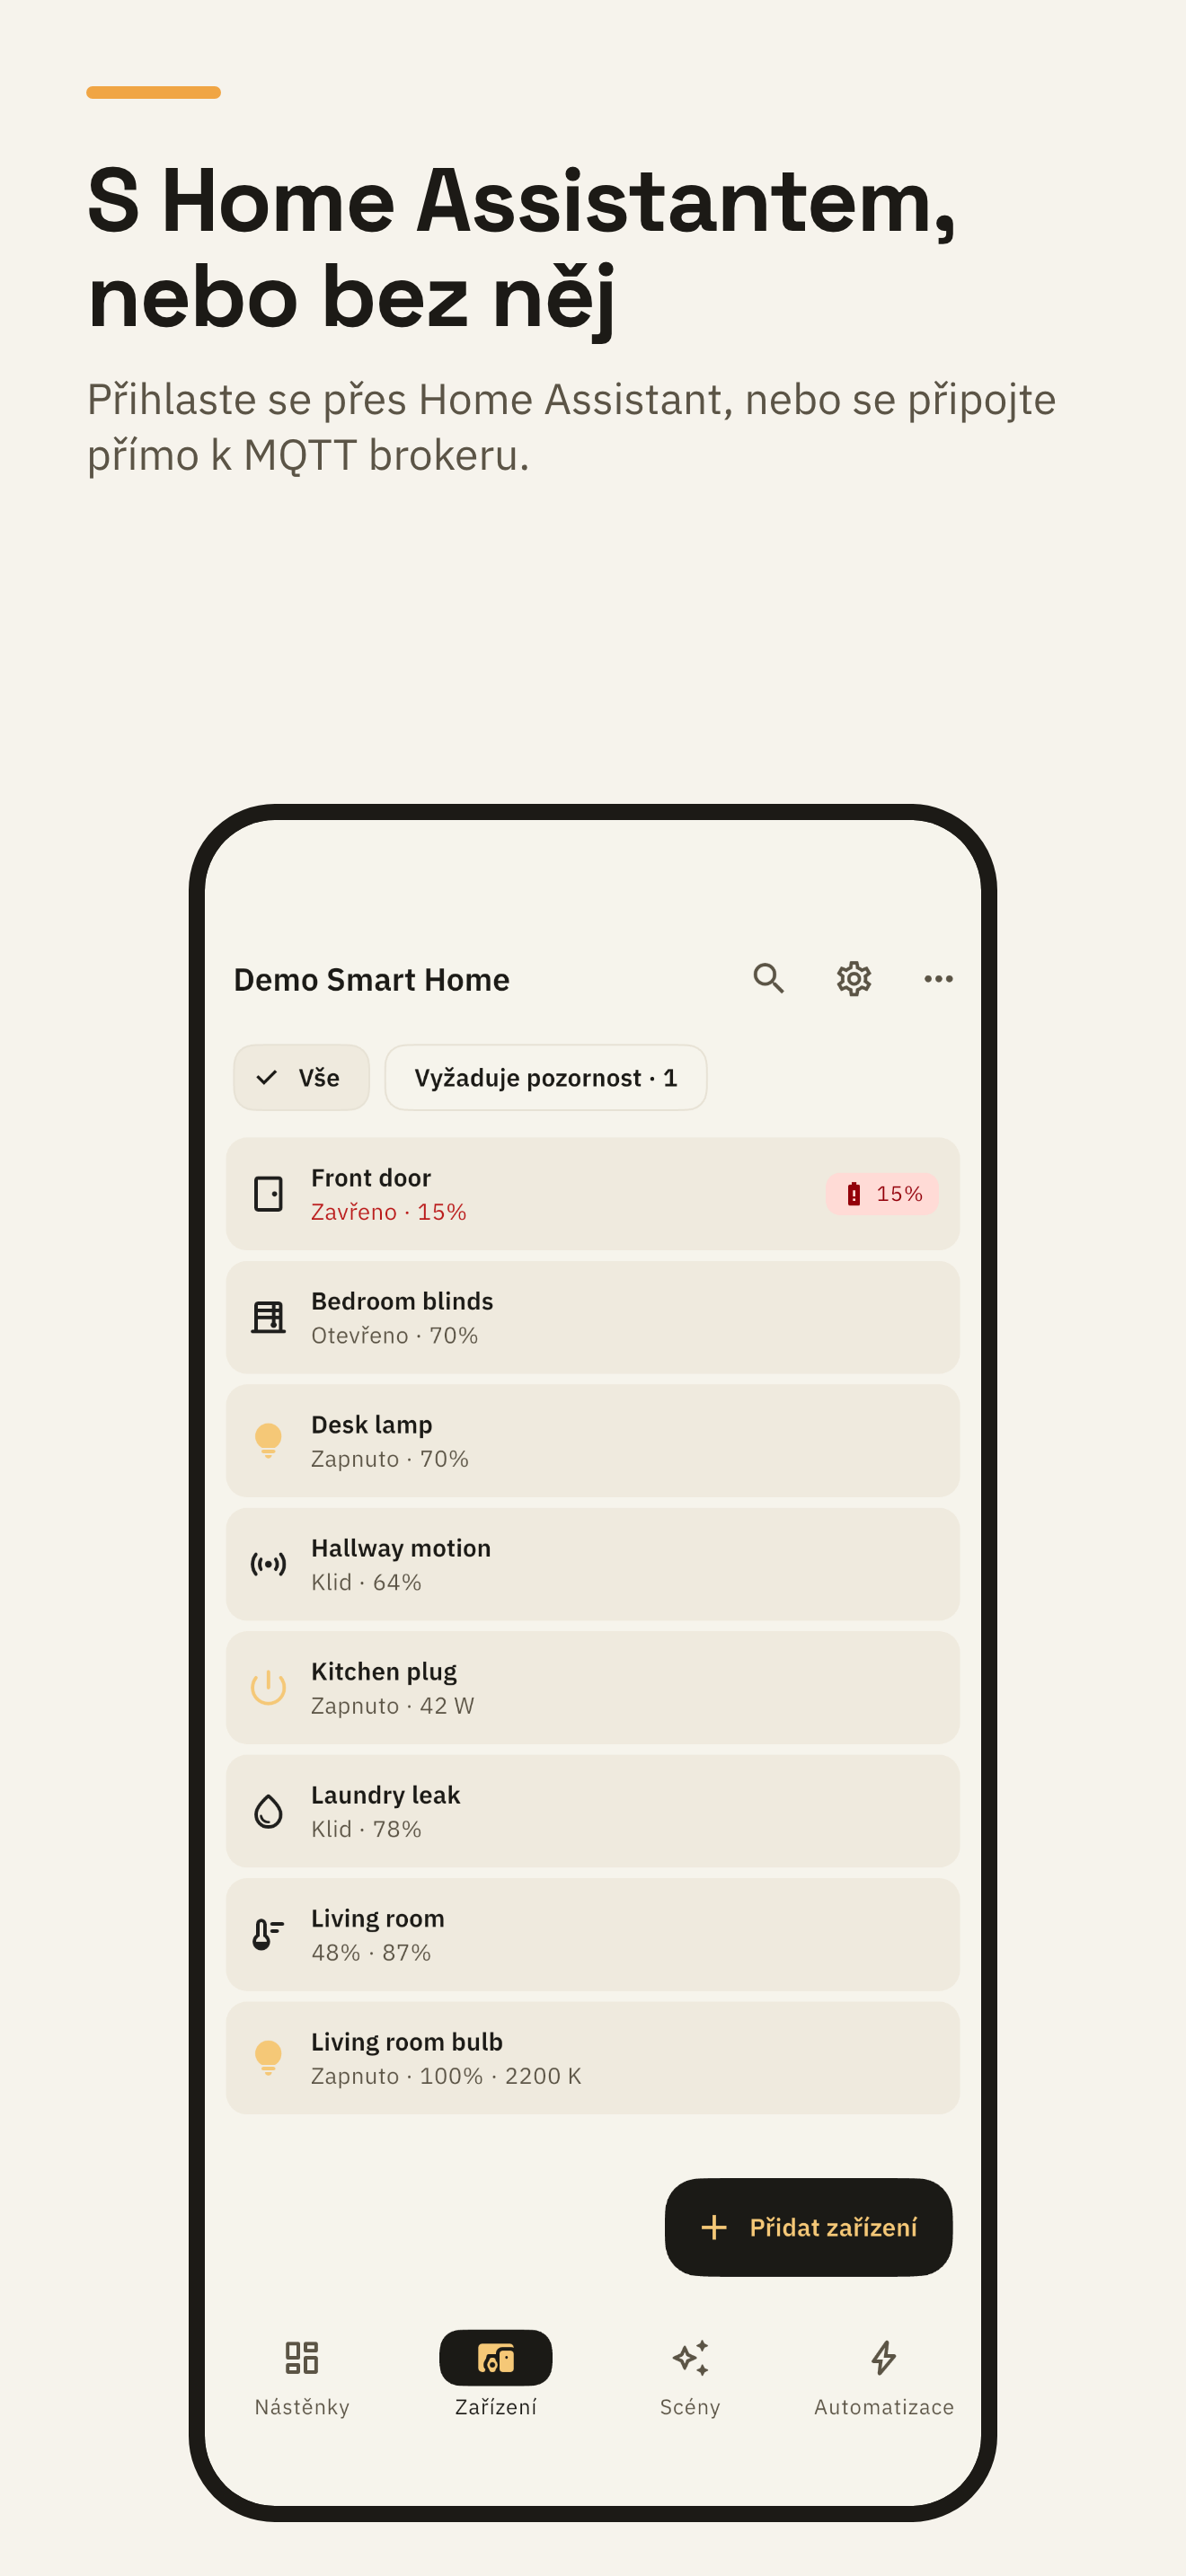 S Home Assistantem,
nebo bez něj
Přihlaste se přes Home Assistant, nebo se připojte
přímo k MQTT brokeru.
Demo Smart Home
Vše
Vyžaduje pozornost · 1
Front door
Zavřeno · 15%
15%
Bedroom blinds
Otevřeno · 70%
Desk lamp
Zapnuto · 70%
Hallway motion
Klid · 64%
Kitchen plug
Zapnuto · 42 W
Laundry leak
Klid · 78%
Living room
48% · 87%
Living room bulb
Zapnuto · 100% · 2200 K
Přidat zařízení
Nástěnky
Zařízení
Scény
Automatizace